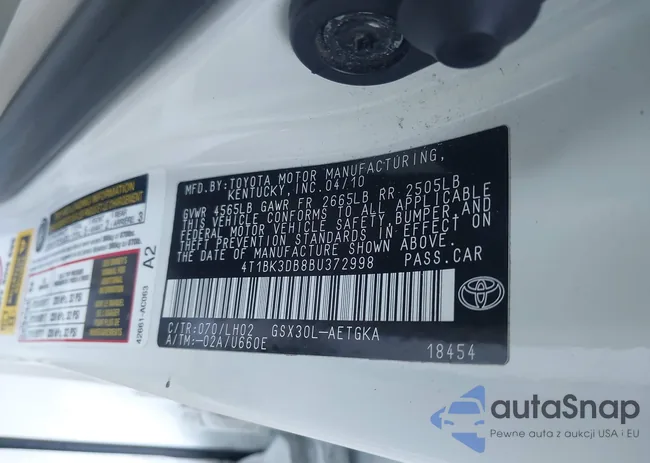 MFD. BY: TOYOTA MOTOR MANUFACTURING,
KENTUCKY, INC. 04/10
GVWR 4565LB GAWR FR 2665LB RR 2505LB
THIS VEHICLE CONFORMS TO ALL APPLICABLE
FEDERAL MOTOR VEHICLE SAFETY, BUMPER, AND
THEFT PREVENTION STANDARDS IN EFFECT ON
THE DATE OF MANUFACTURE SHOWN ABOVE.
4T1BK3DB8BU372998 PASS.CAR
C/TR:070/LH02 GSX30L-AETGKA
A/TM:-02A/U660E
18454
A2
42661-AC063
autaSnap
Pewne auta z aukcji USA i EU